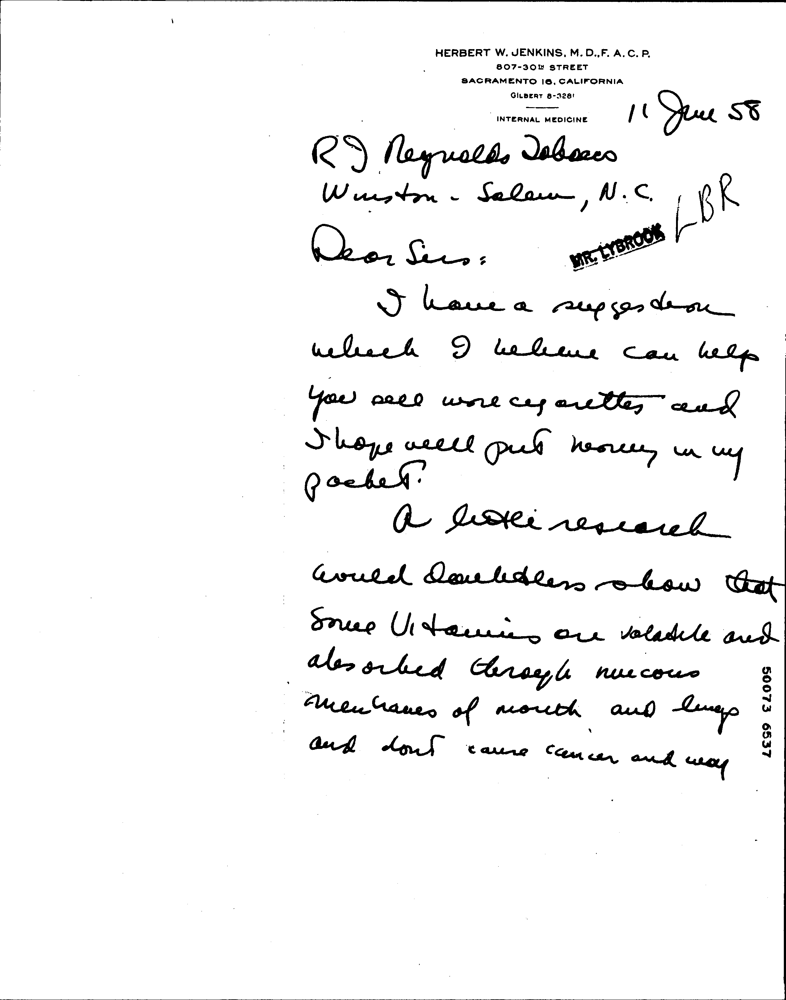 HERBERT W. JENKINS, M. D., F. A. C. P.
807-30th STREET
SACRAMENTO 16, CALIFORNIA
GILBERT 8-3281
INTERNAL MEDICINE
11 June 58
R J Reynolds Tobacco
Winston - Salem, N. C.
LBR
MR. LYBROOK
Dear Sirs:
I have a suggestion
which I believe can help
you sell more cigarettes and
I hope will put money in my
pocket.
A little research
would doubtless show that
some Vitamins are volatile and
absorbed through mucous
membranes of mouth and lungs
and dont cause cancer and may
50073 6537